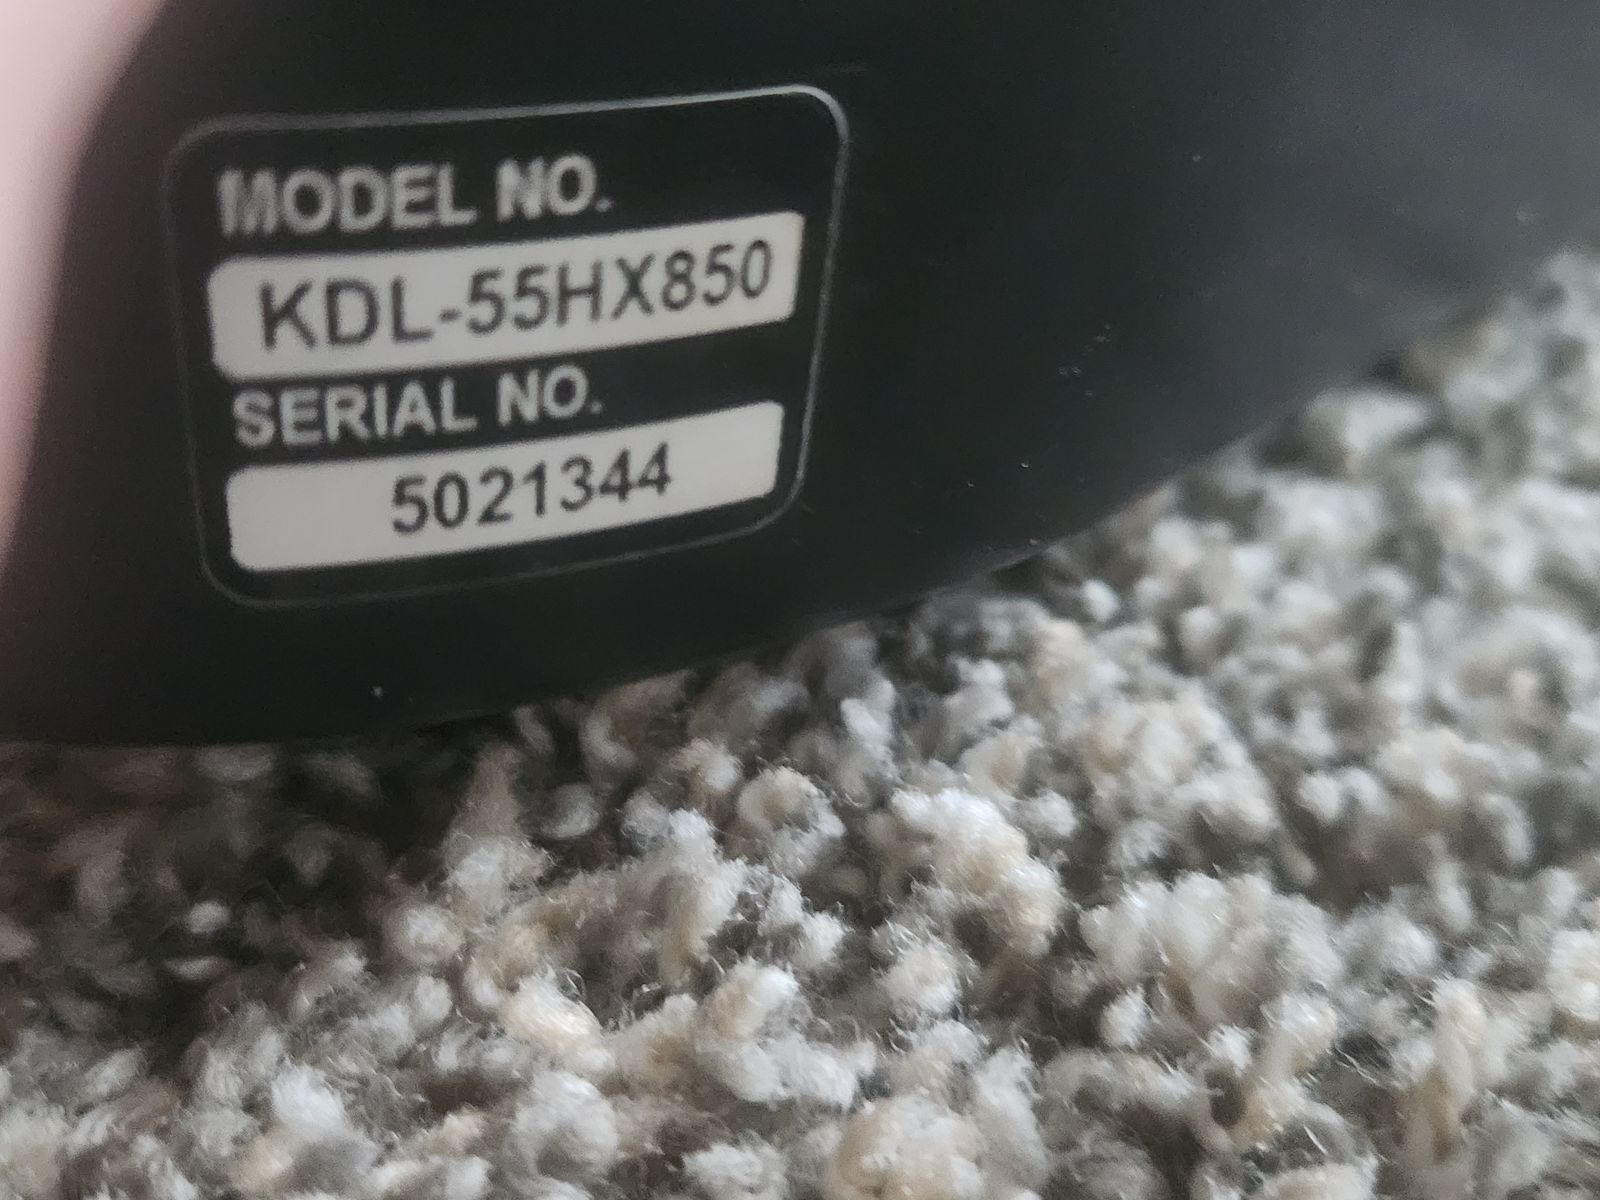 MODEL NO.
KDL-55HX850
SERIAL NO.
5021344